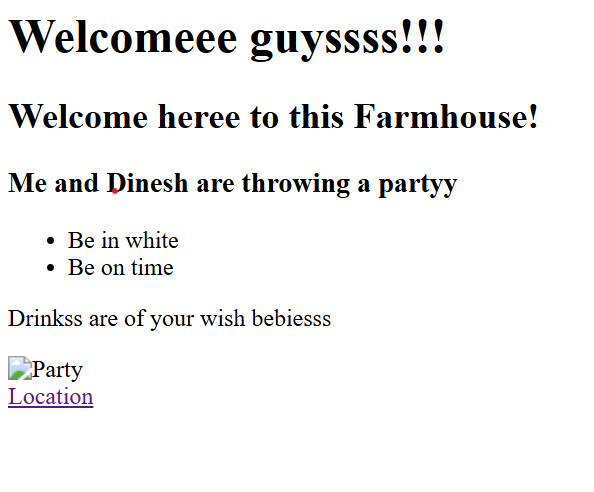 Welcomeee guyssss!!!
Welcome heree to this Farmhouse!
Me and Dinesh are throwing a partyy
• Be in white
• Be on time
Drinkss are of your wish bebiesss
Party
Location